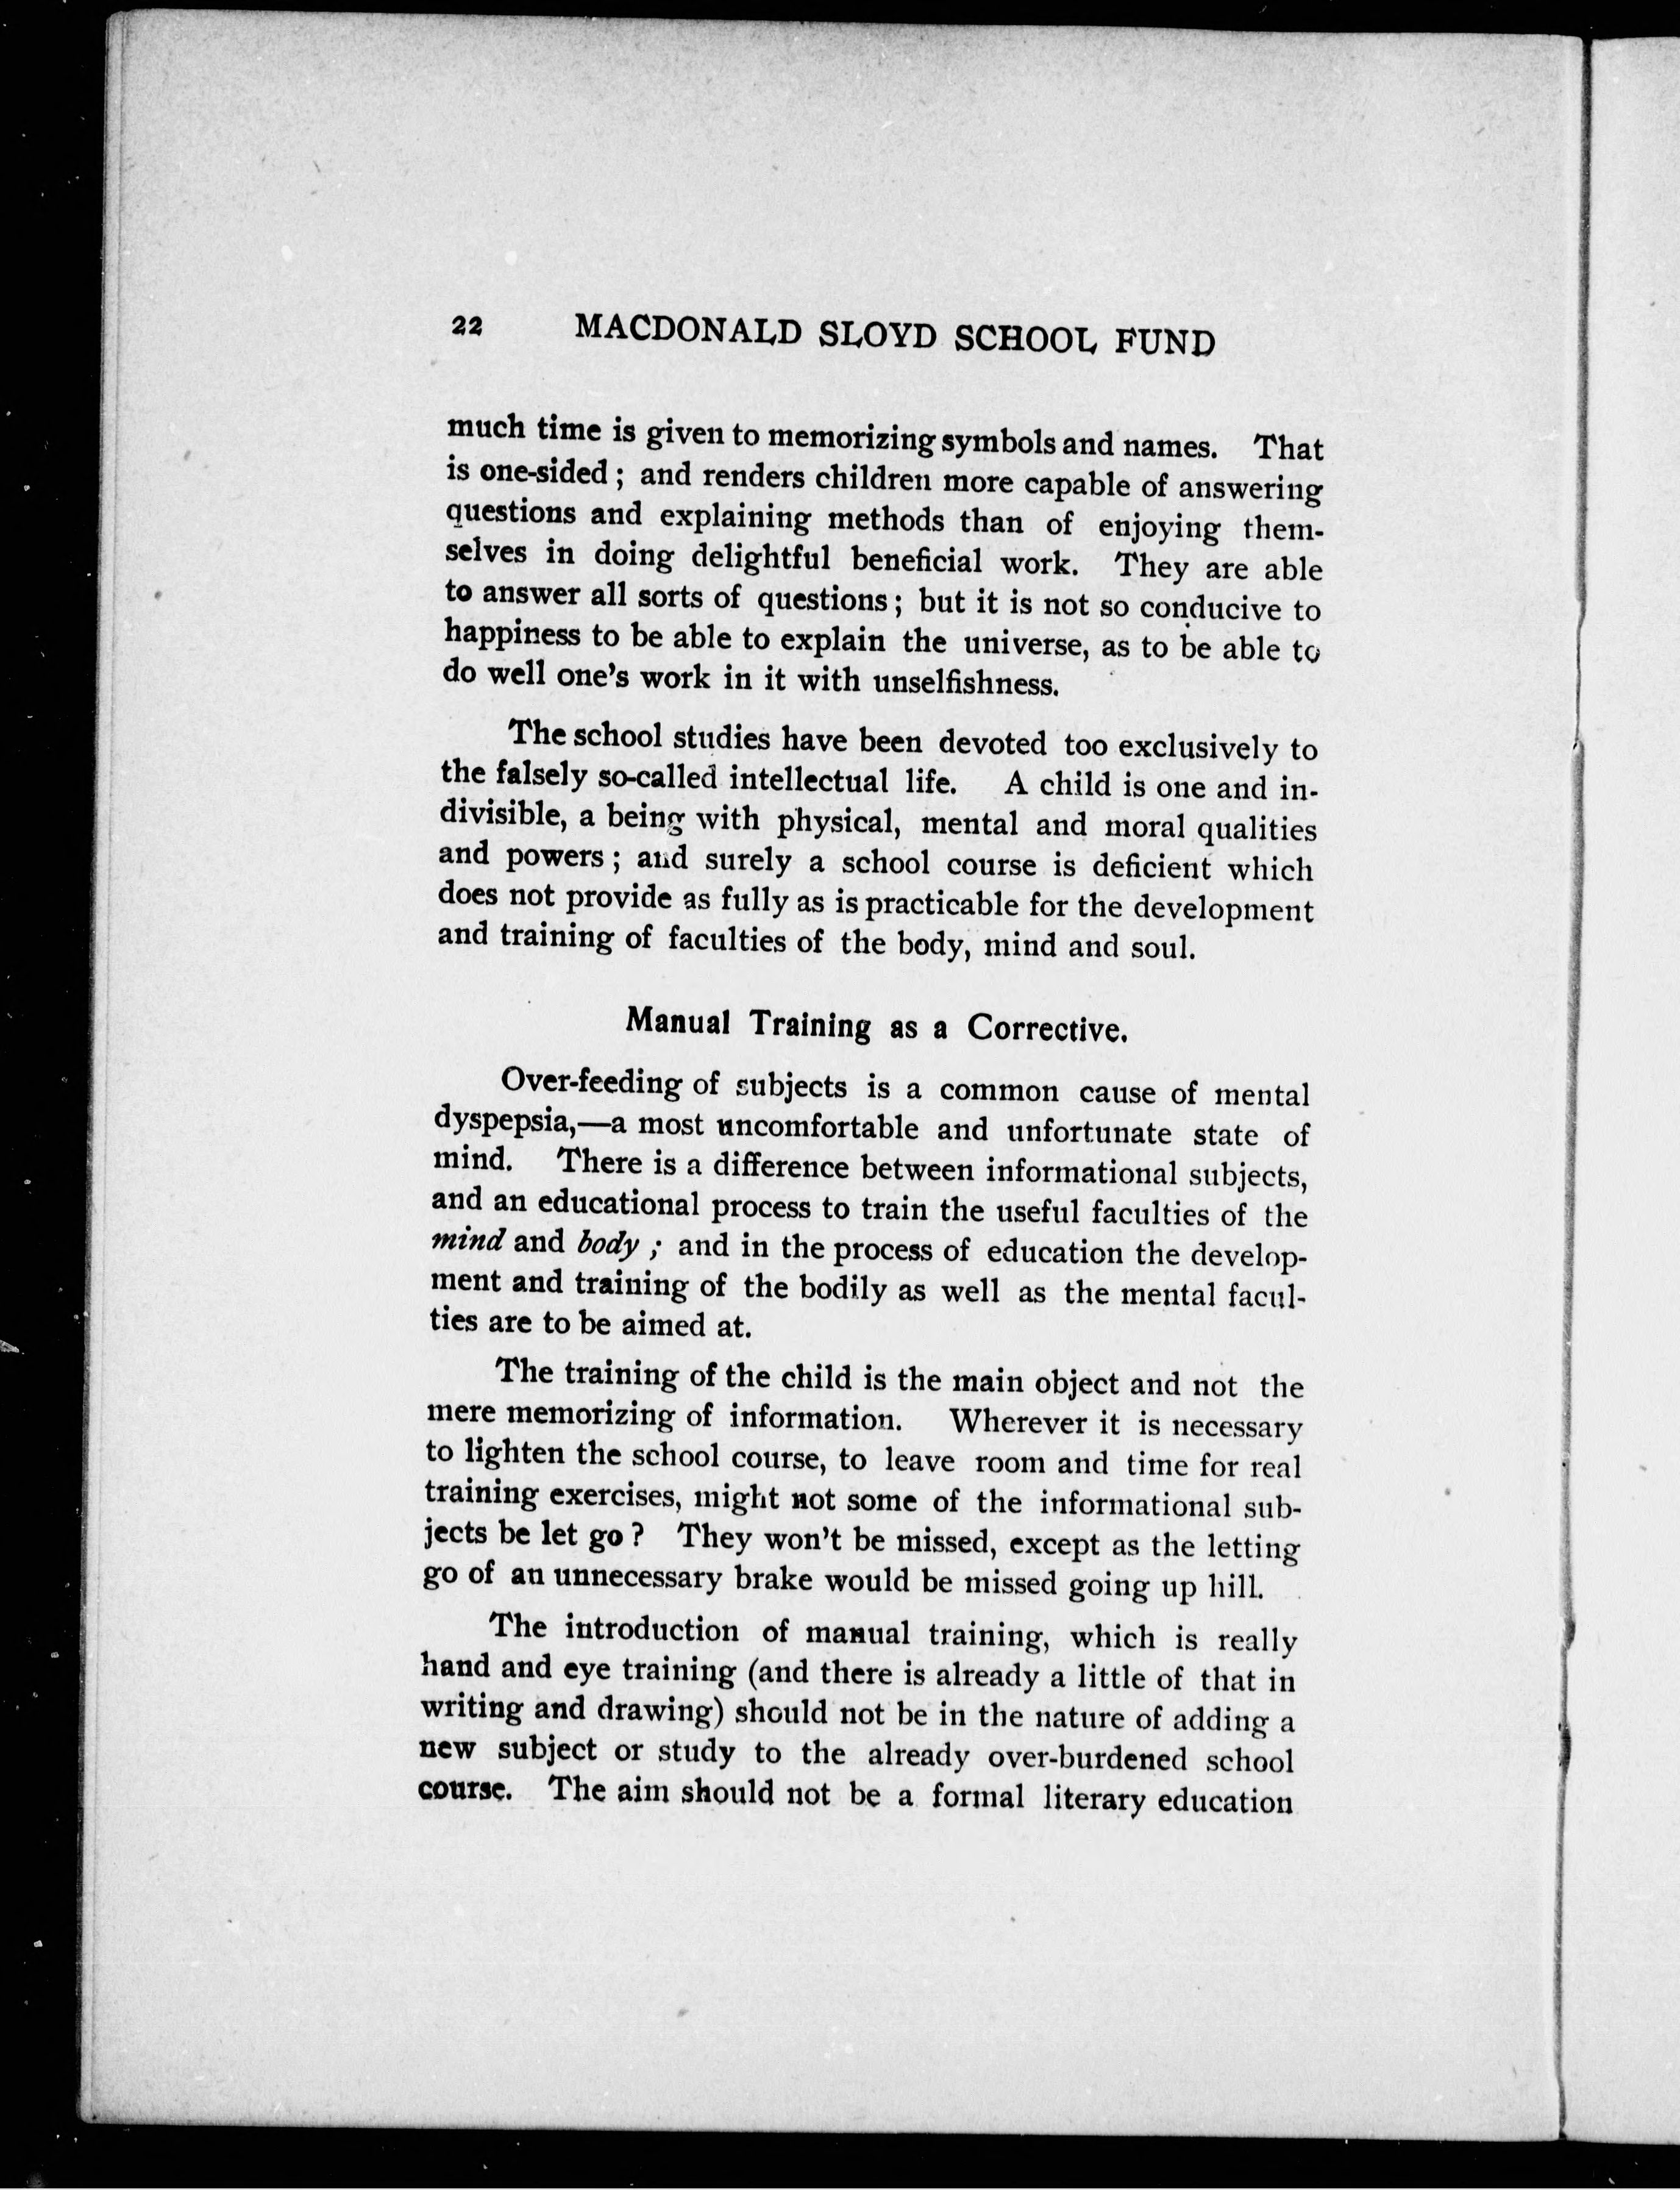 22 MACDONALD SLOYD SCHOOL FUND
much time is given to memorizing symbols and names. That
is one-sided ; and renders children more capable of answering
questions and explaining methods than of enjoying them-
selves in doing delightful beneficial work. They are able
to answer all sorts of questions ; but it is not so conducive to
happiness to be able to explain the universe, as to be able to
do well one's work in it with unselfishness.
The school studies have been devoted too exclusively to
the falsely so-called intellectual life. A child is one and in-
divisible, a being with physical, mental and moral qualities
and powers ; and surely a school course is deficient which
does not provide as fully as is practicable for the development
and training of faculties of the body, mind and soul.
Manual Training as a Corrective.
Over-feeding of subjects is a common cause of mental
dyspepsia,—a most uncomfortable and unfortunate state of
mind. There is a difference between informational subjects,
and an educational process to train the useful faculties of the
mind and body ; and in the process of education the develop-
ment and training of the bodily as well as the mental facul-
ties are to be aimed at.
The training of the child is the main object and not the
mere memorizing of information. Wherever it is necessary
to lighten the school course, to leave room and time for real
training exercises, might not some of the informational sub-
jects be let go ? They won't be missed, except as the letting
go of an unnecessary brake would be missed going up hill.
The introduction of manual training, which is really
hand and eye training (and there is already a little of that in
writing and drawing) should not be in the nature of adding a
new subject or study to the already over-burdened school
course. The aim should not be a formal literary education